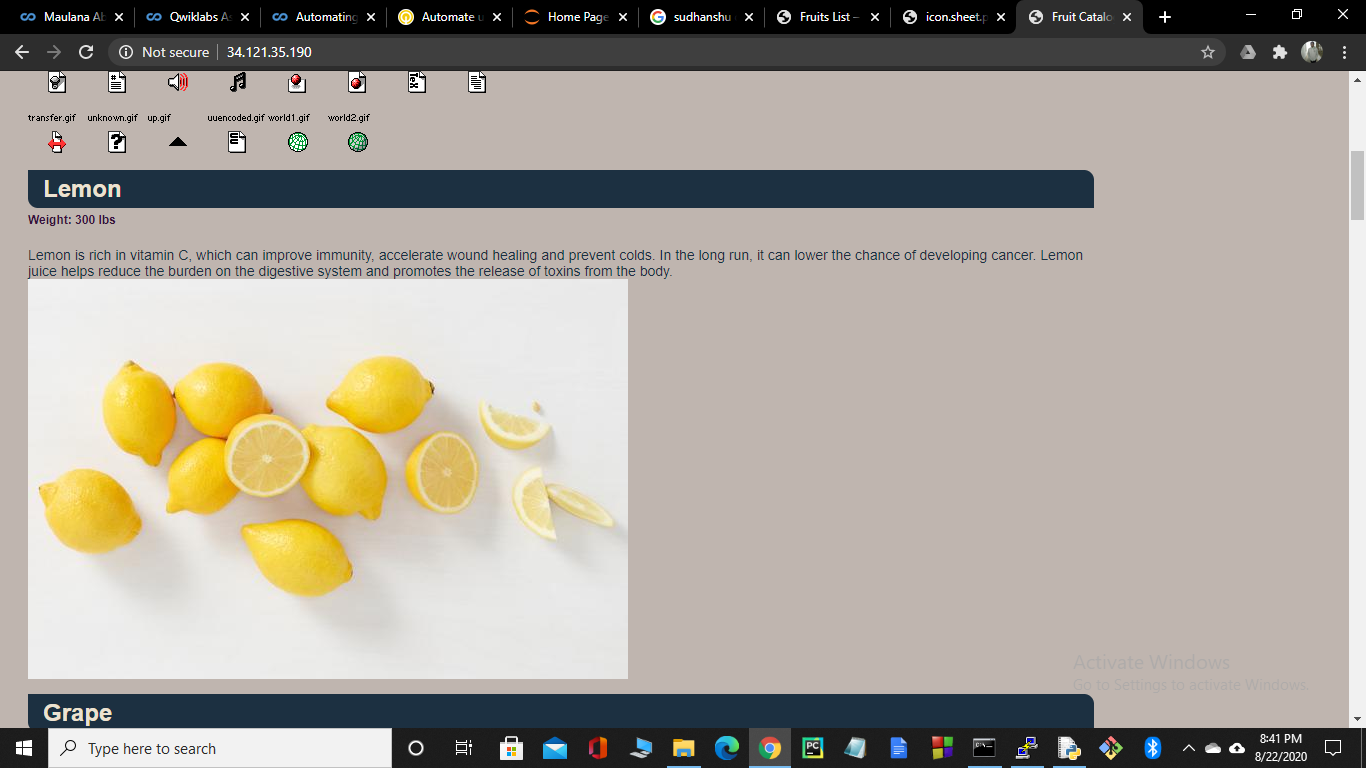 Maulana Ab
Qwiklabs As
Automating
Automate u
Home Page
sudhanshu
Fruits List –
icon.sheet.p
Fruit Catalo
Not secure
34.121.35.190
transfer.gif unknown.gif up.gif uuencoded.gif world1.gif world2.gif
Lemon
Weight: 300 lbs
Lemon is rich in vitamin C, which can improve immunity, accelerate wound healing and prevent colds. In the long run, it can lower the chance of developing cancer. Lemon
juice helps reduce the burden on the digestive system and promotes the release of toxins from the body.
Activate Windows
Go to Settings to activate Windows.
Grape
Type here to search
PC
8:41 PM
8/22/2020